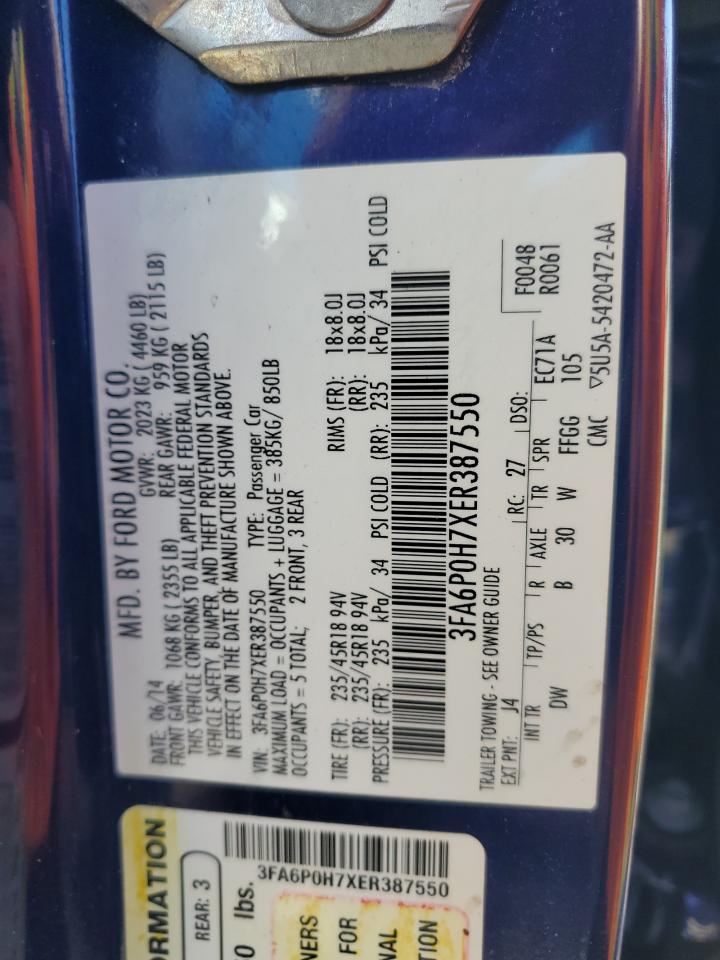 MFD. BY FORD MOTOR CO.
DATE: 06/14 GVWR: 2023 KG ( 4460 LB)
FRONT GAWR: 1068 KG ( 2355 LB) REAR GAWR: 959 KG ( 2115 LB)
THIS VEHICLE CONFORMS TO ALL APPLICABLE FEDERAL MOTOR
VEHICLE SAFETY, BUMPER, AND THEFT PREVENTION STANDARDS
IN EFFECT ON THE DATE OF MANUFACTURE SHOWN ABOVE.
VIN: 3FA6P0H7XER387550 TYPE: Passenger Car
MAXIMUM LOAD = OCCUPANTS + LUGGAGE = 385KG/ 850LB
OCCUPANTS = 5 TOTAL; 2 FRONT, 3 REAR
TIRE (FR): 235/45R18 94V RIMS (FR): 18x8.0J
(RR): 235/45R18 94V (RR): 18x8.0J
PRESSURE (FR): 235 kPa/ 34 PSI COLD (RR): 235 kPa/ 34 PSI COLD
3FA6P0H7XER387550
TRAILER TOWING - SEE OWNER GUIDE
EXT PNT: J4 RC: 27 DSO: F0048
R0061
INT TR TP/PS R AXLE TR SPR EC71A
DW B 30 W FFGG 105
CMC ▽5U5A-5420472-AA
ORMATION
REAR: 3
0 lbs.
3FA6P0H7XER387550
NERS
FOR
NAL
TION